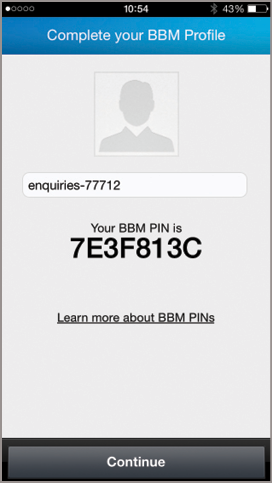 10:54 43%
Complete your BBM Profile
enquiries-77712
Your BBM PIN is
7E3F813C
Learn more about BBM PINs
Continue